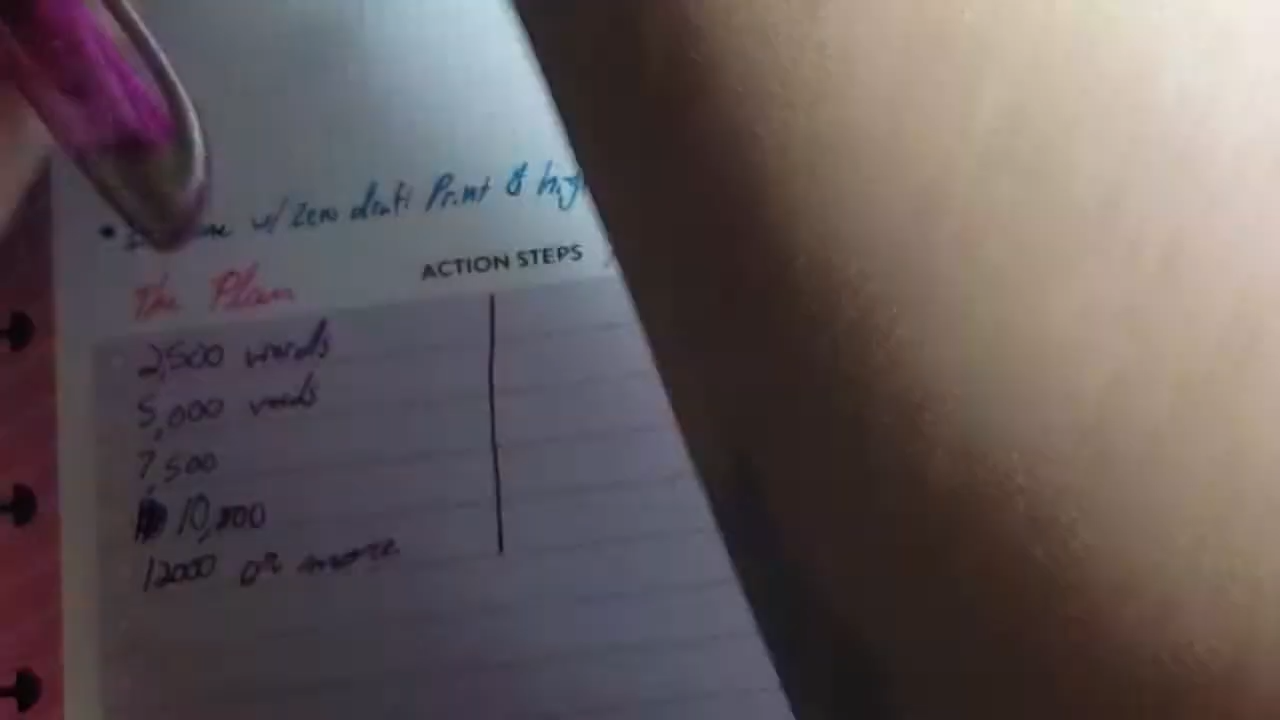 w/ Zero draft: Print &
ACTION STEPS
The Plan
2,500 words
5,000 words
7,500
10,000
12000 or more